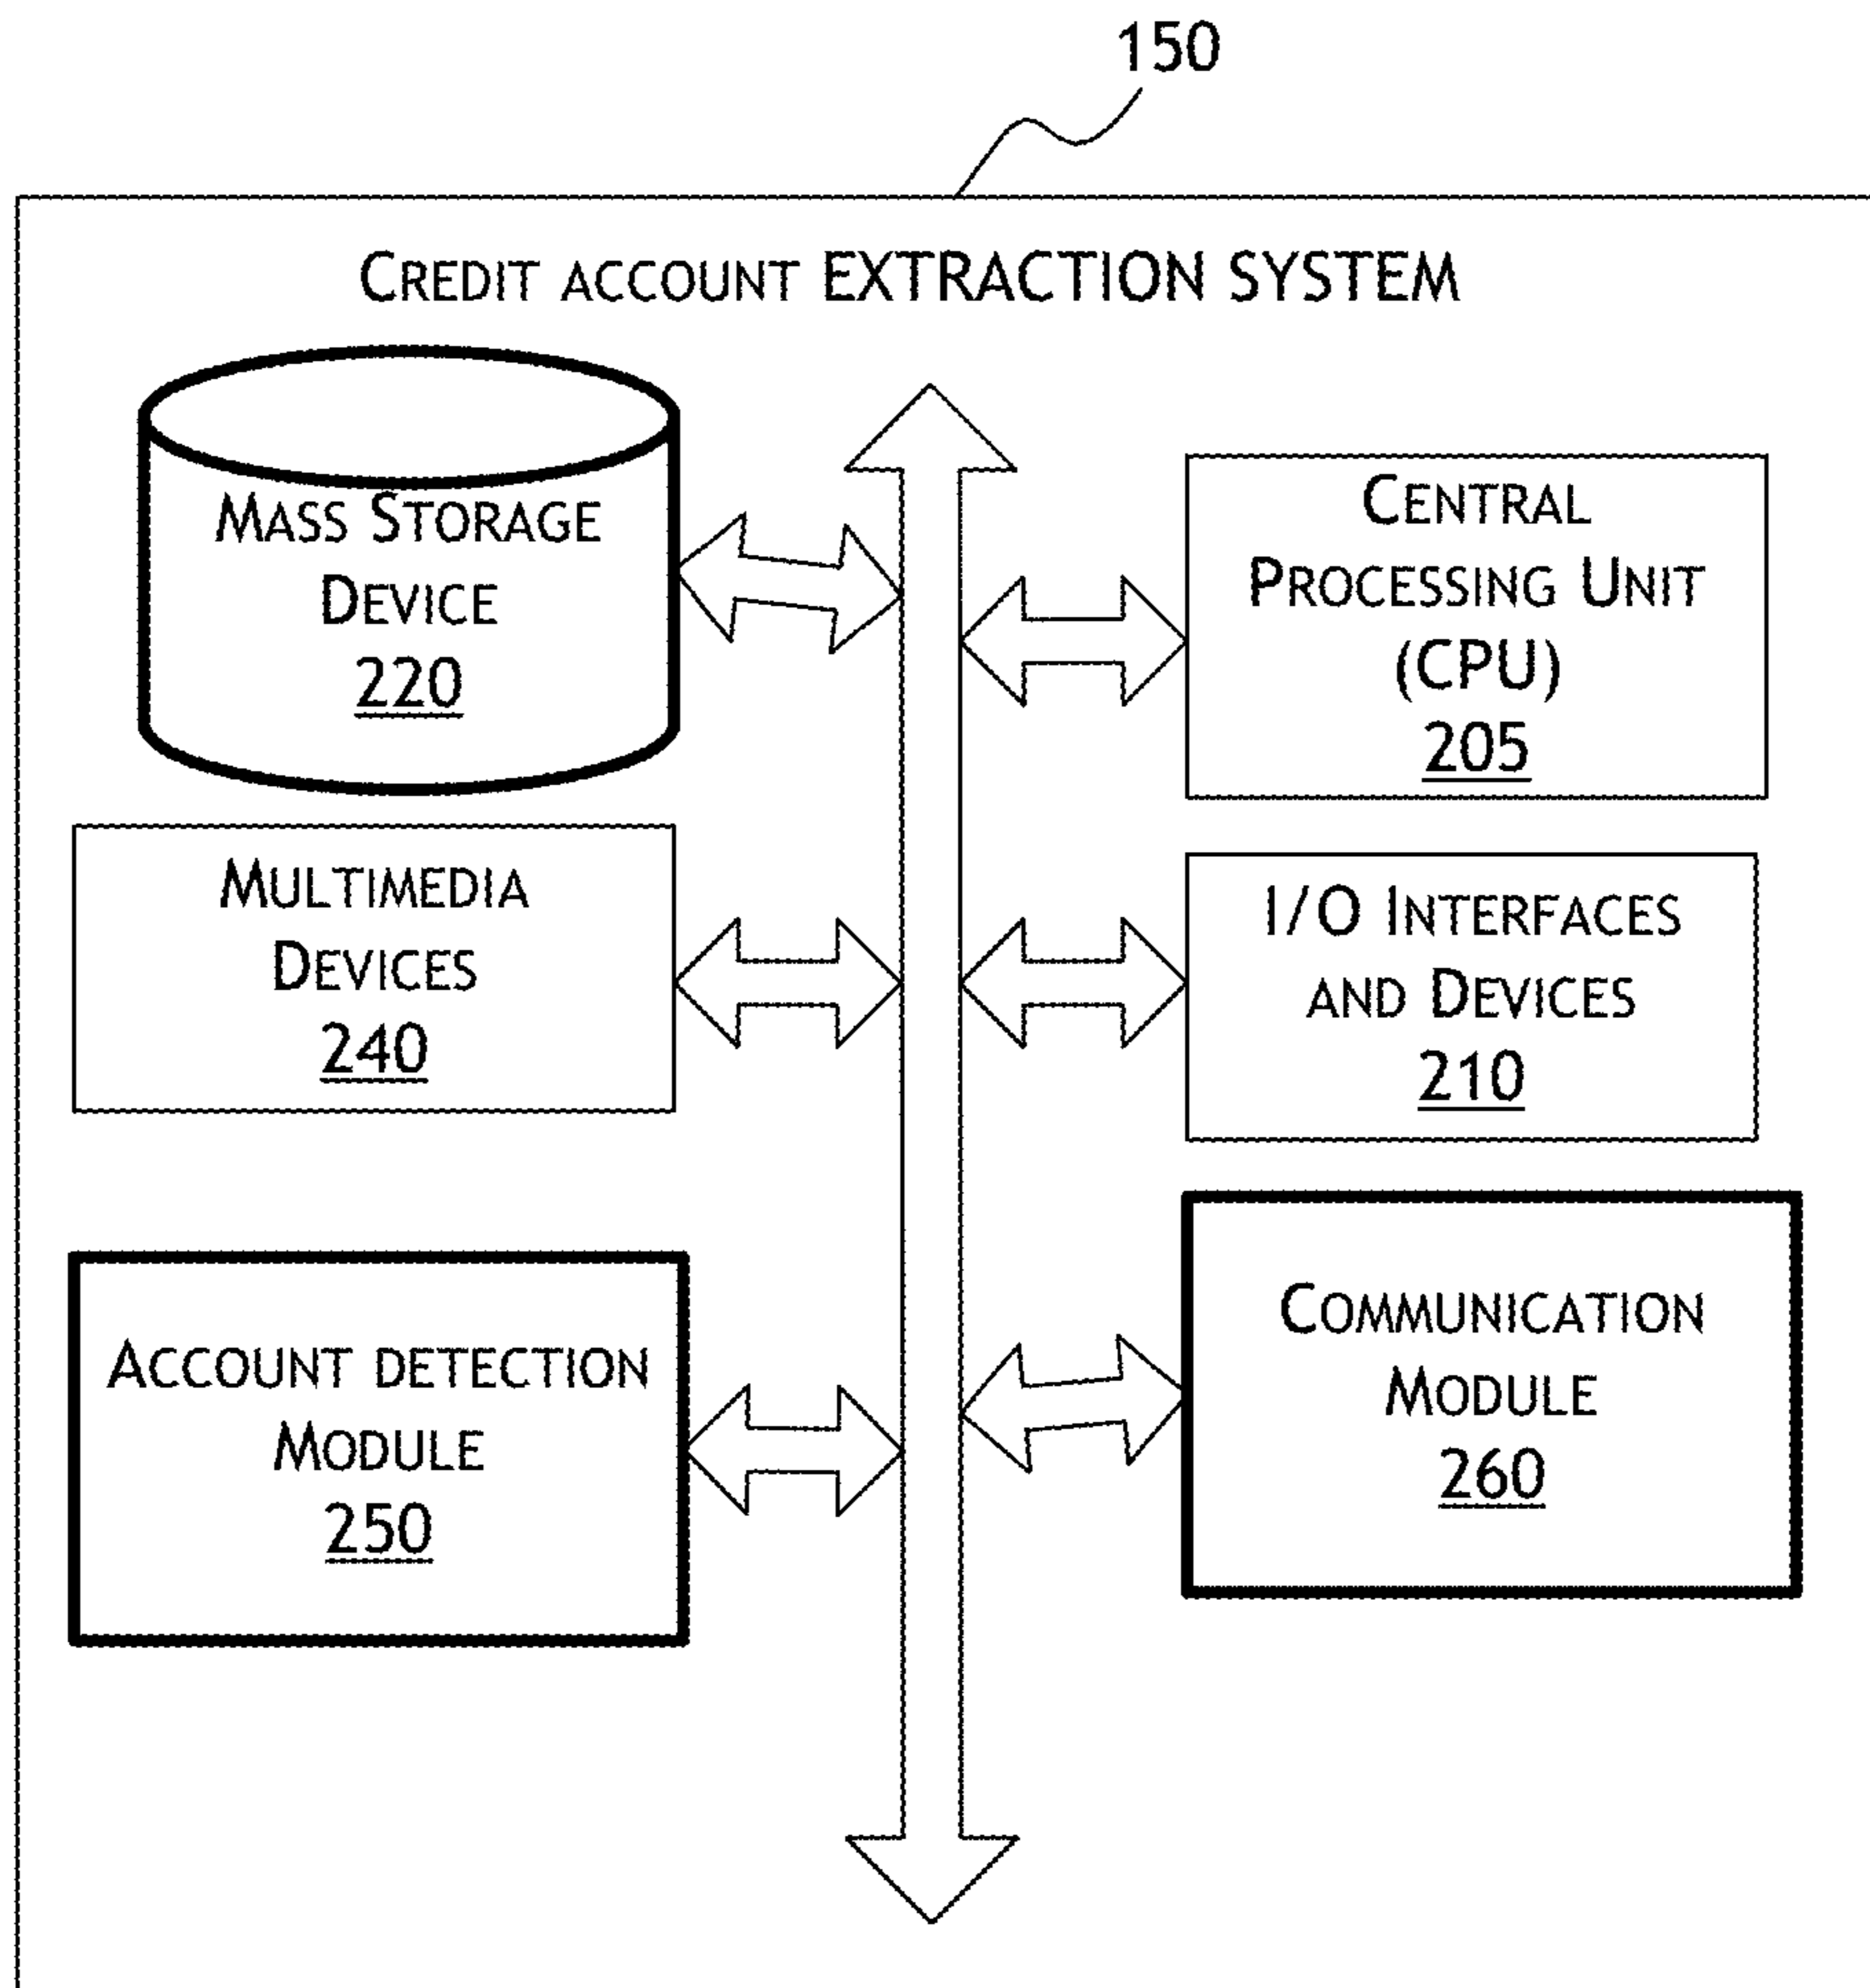 150
Credit account EXTRACTION SYSTEM
Mass Storage
Device
220
Central
Processing Unit
(CPU)
205
Multimedia
Devices
240
I/O Interfaces
and Devices
210
Account detection
Module
250
Communication
Module
260